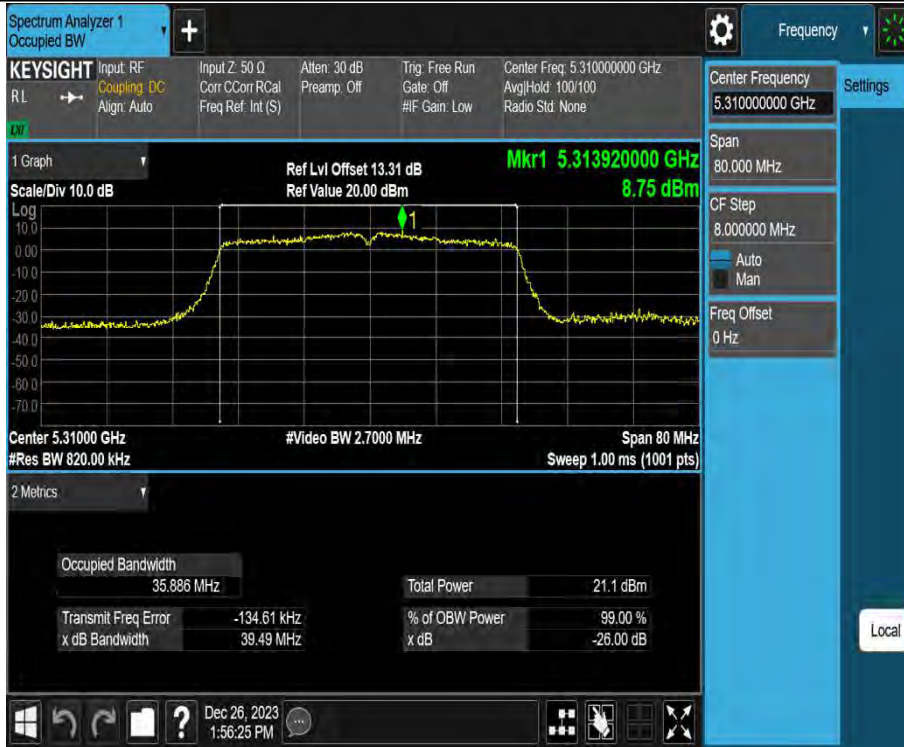 Spectrum Analyzer 1
Occupied BW
+
Frequency
KEYSIGHT
RL
LXI
Input: RF
Coupling: DC
Align: Auto
Input Z: 50 Ω
Corr CCorr RCal
Freq Ref: Int (S)
Atten: 30 dB
Preamp: Off
Trig: Free Run
Gate: Off
#IF Gain: Low
Center Freq: 5.310000000 GHz
Avg|Hold: 100/100
Radio Std: None
Center Frequency
5.310000000 GHz
Settings
Span
80.000 MHz
CF Step
8.000000 MHz
Auto
Man
Freq Offset
0 Hz
1 Graph
Scale/Div 10.0 dB
Ref Lvl Offset 13.31 dB
Ref Value 20.00 dBm
Mkr1 5.313920000 GHz
8.75 dBm
Log
10.0
0.00
-10.0
-20.0
-30.0
-40.0
-50.0
-60.0
-70.0
1
Center 5.31000 GHz
#Res BW 820.00 kHz
#Video BW 2.7000 MHz
Span 80 MHz
Sweep 1.00 ms (1001 pts)
2 Metrics
Occupied Bandwidth
35.886 MHz
Total Power 21.1 dBm
Transmit Freq Error -134.61 kHz
% of OBW Power 99.00 %
x dB Bandwidth 39.49 MHz
x dB -26.00 dB
Local
?
Dec 26, 2023
1:56:25 PM